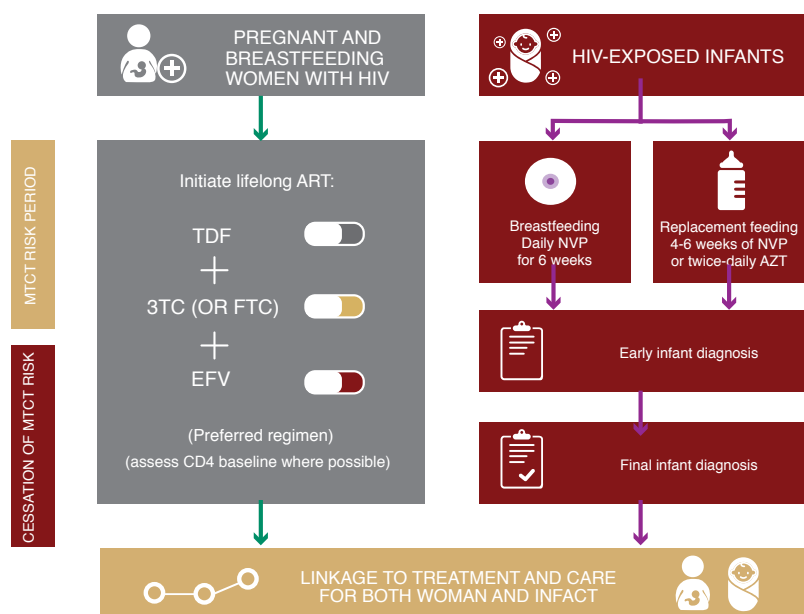 PREGNANT AND
BREASTFEEDING
WOMEN WITH HIV
HIV-EXPOSED INFANTS
MTCT RISK PERIOD
CESSATION OF MTCT RISK
Initiate lifelong ART:
TDF
+
3TC (OR FTC)
+
EFV
(Preferred regimen)
(assess CD4 baseline where possible)
Breastfeeding
Daily NVP
for 6 weeks
Replacement feeding
4-6 weeks of NVP
or twice-daily AZT
Early infant diagnosis
Final infant diagnosis
LINKAGE TO TREATMENT AND CARE
FOR BOTH WOMAN AND INFACT